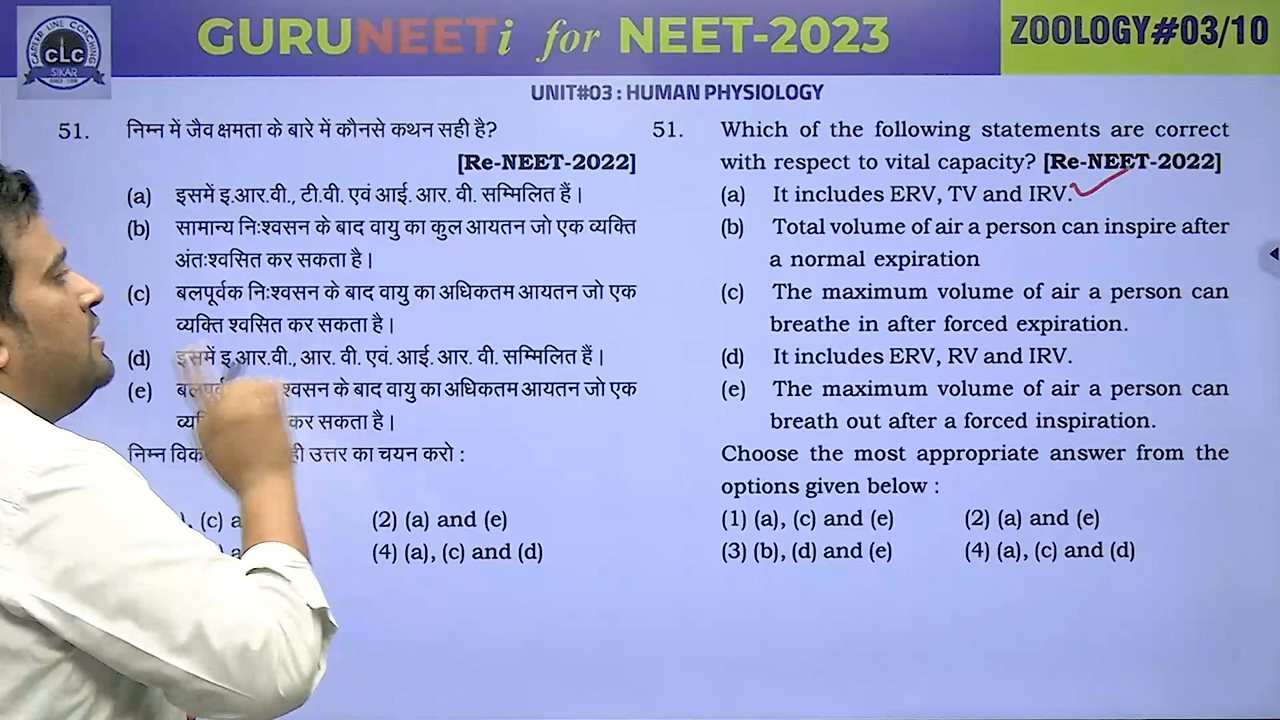 GURUNEETi for NEET-2023
ZOOLOGY#03/10
CAREER LINE COACHING
CLC
SIKAR
UNIT#03 : HUMAN PHYSIOLOGY
51. निम्न में जैव क्षमता के बारे में कौनसे कथन सही है?
[Re-NEET-2022]
(a) इसमें इ.आर.वी., टी.वी. एवं आई. आर. वी. सम्मिलित हैं।
(b) सामान्य निःश्वसन के बाद वायु का कुल आयतन जो एक व्यक्ति
अंतःश्वसित कर सकता है।
(c) बलपूर्वक निःश्वसन के बाद वायु का अधिकतम आयतन जो एक
व्यक्ति श्वसित कर सकता है।
(d) इसमें इ.आर.वी., आर. वी. एवं. आई. आर. वी. सम्मिलित हैं।
(e) श्वसन के बाद वायु का अधिकतम आयतन जो एक
कर सकता है।
निम्न उत्तर का चयन करो :
(c)
(2) (a) and (e)
(4) (a), (c) and (d)
51. Which of the following statements are correct
with respect to vital capacity? [Re-NEET-2022]
(a) It includes ERV, TV and IRV.
(b) Total volume of air a person can inspire after
a normal expiration
(c) The maximum volume of air a person can
breathe in after forced expiration.
(d) It includes ERV, RV and IRV.
(e) The maximum volume of air a person can
breath out after a forced inspiration.
Choose the most appropriate answer from the
options given below :
(1) (a), (c) and (e) (2) (a) and (e)
(3) (b), (d) and (e) (4) (a), (c) and (d)